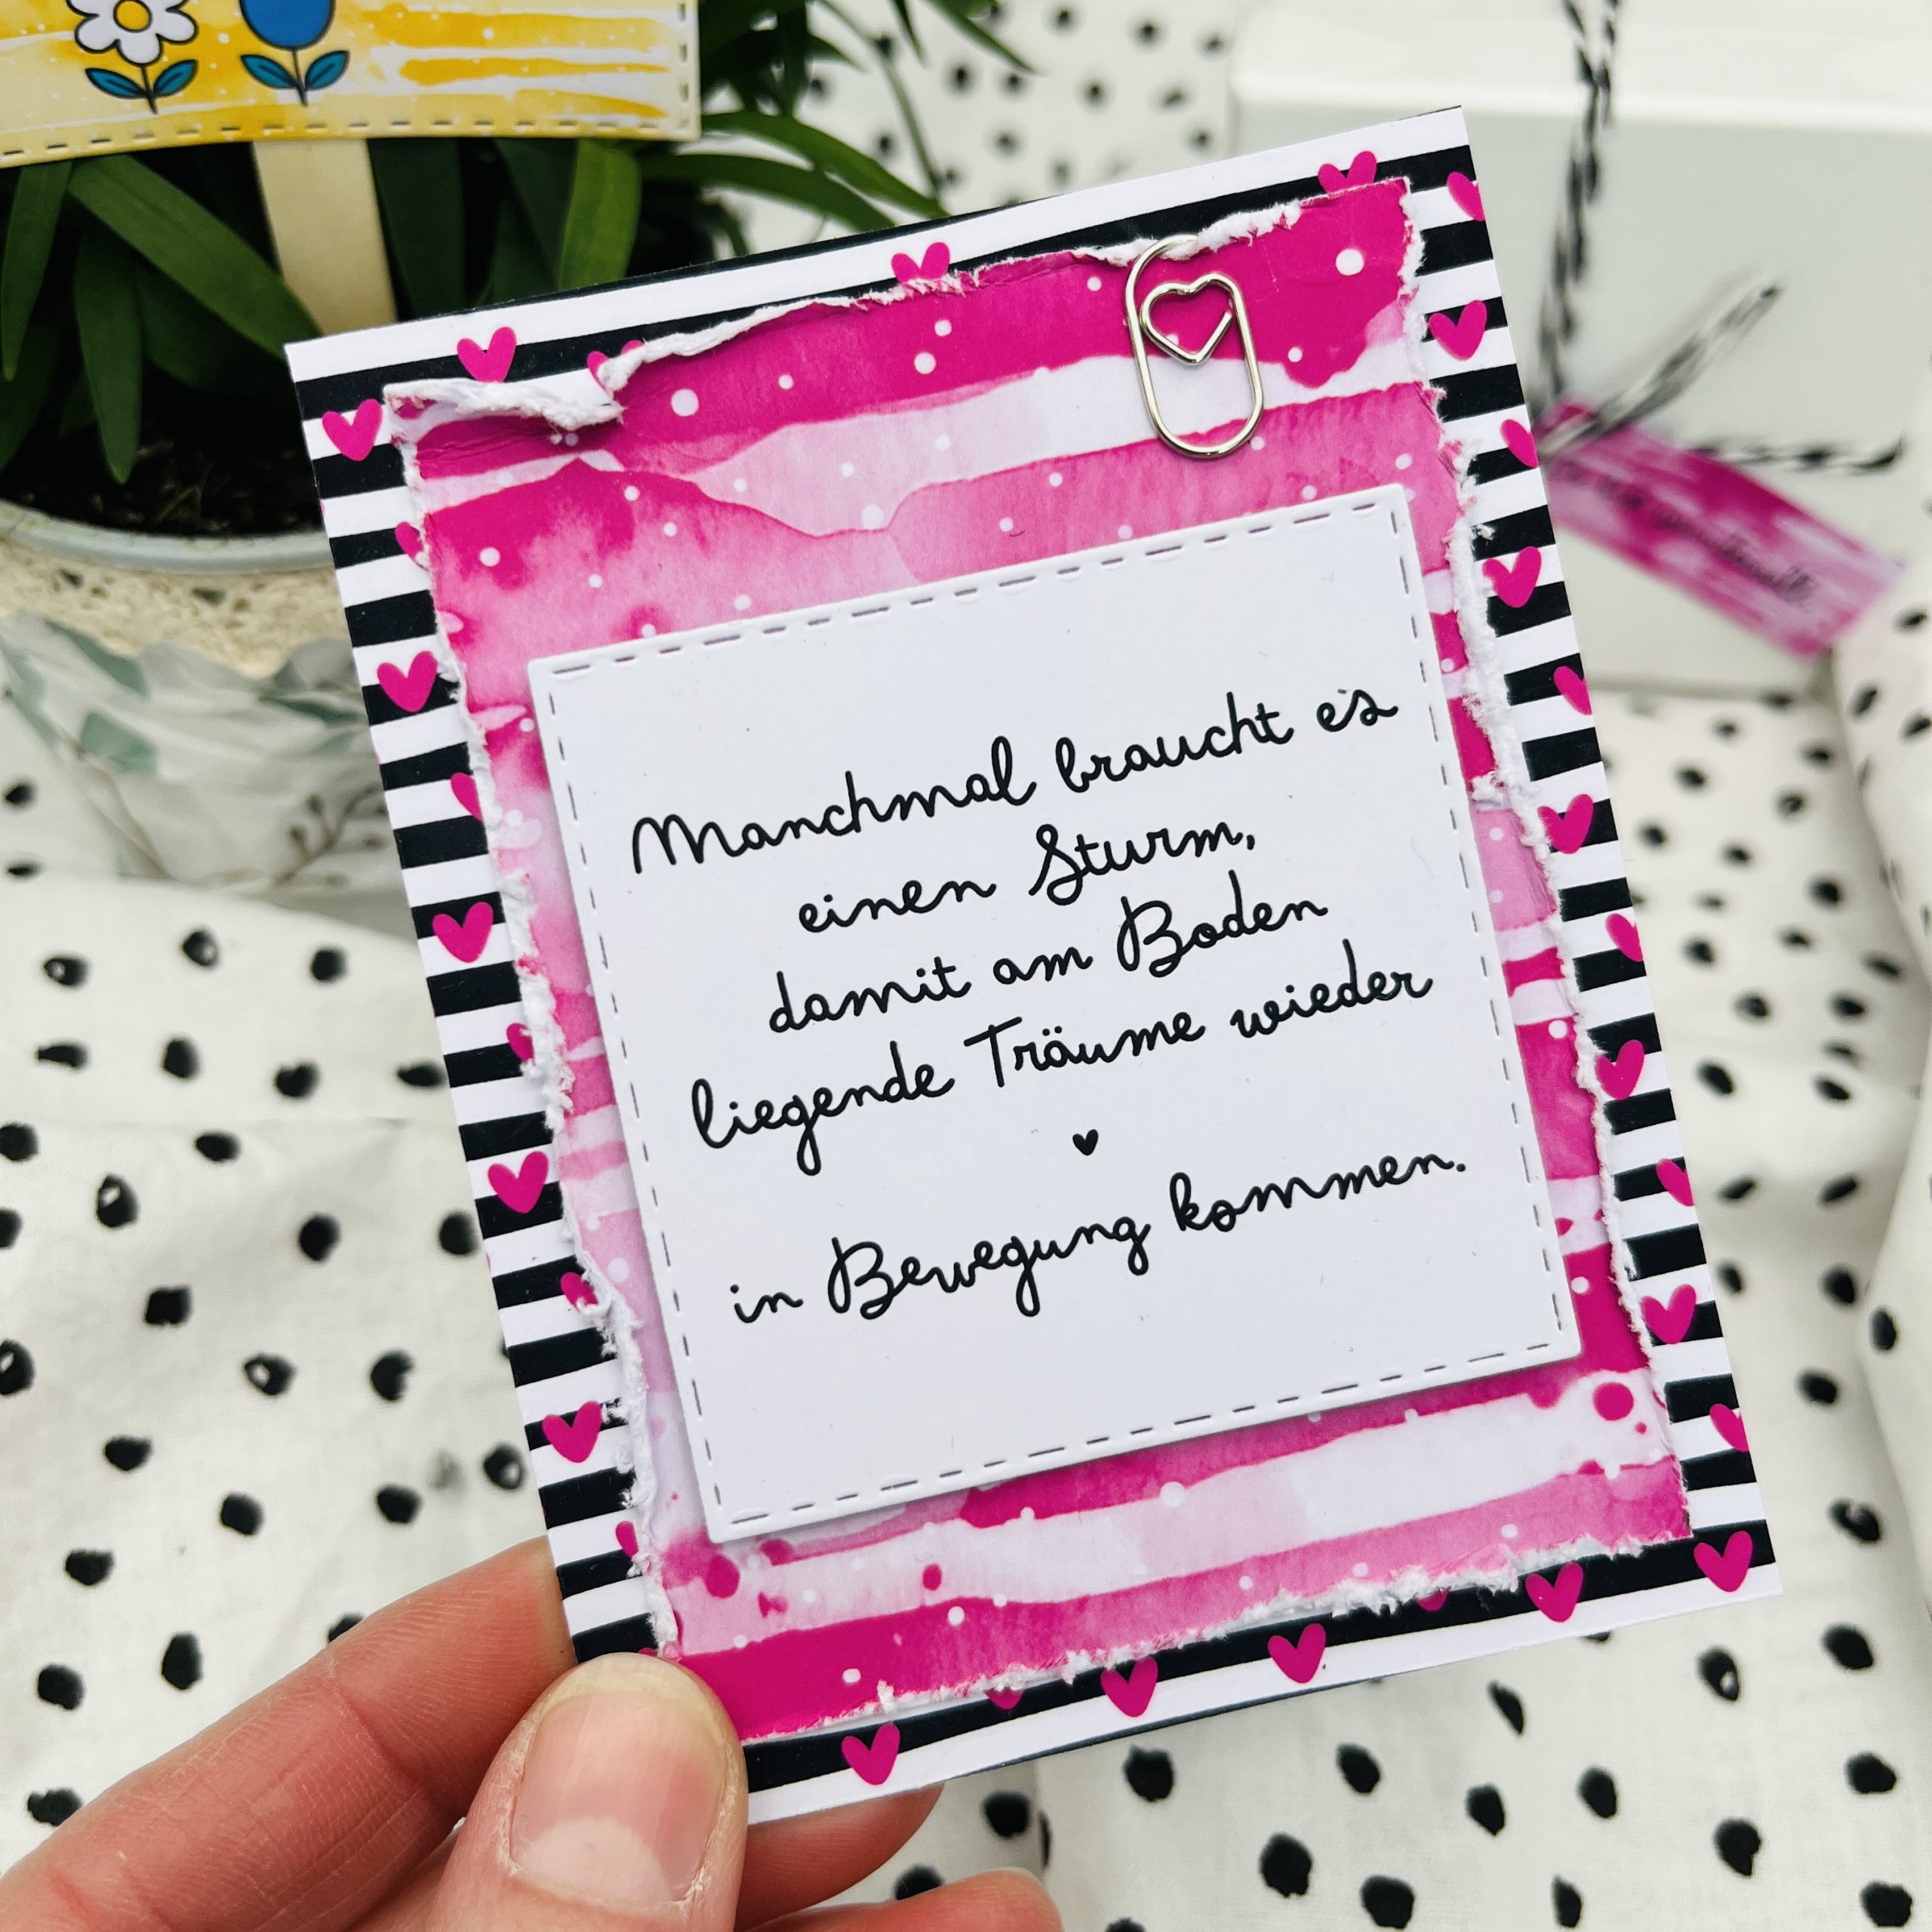 Manchmal braucht es
einen Sturm,
damit am Boden
liegende Träume wieder
in Bewegung kommen.